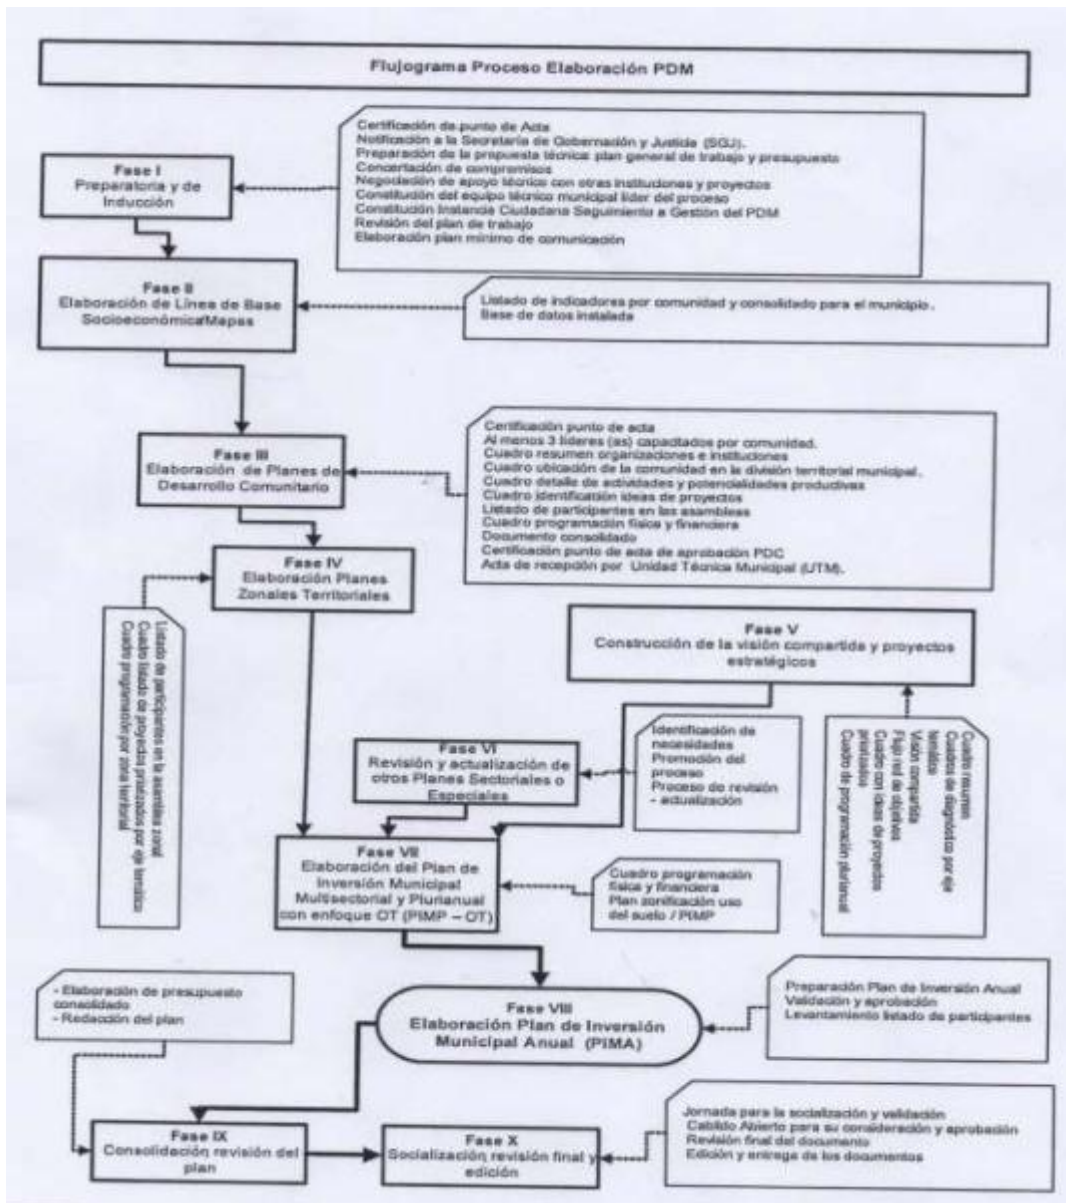 Flujograma Proceso Elaboración PDM
Certificación de punto de Acta
Notificación a la Secretaría de Gobernación y Justicia (SGJ).
Preparación de la propuesta técnica: plan general de trabajo y presupuesto
Concertación de compromisos
Negociación de apoyo técnico con otras instituciones y proyectos
Constitución del equipo técnico municipal líder del proceso
Constitución Instancia Ciudadana Seguimiento a Gestión del PDM
Revisión del plan de trabajo
Elaboración plan mínimo de comunicación
Fase I
Preparatoria y de
Inducción
Fase II
Elaboración de Línea de Base
Socioeconómica/Mapas
Listado de indicadores por comunidad y consolidado para el municipio.
Base de datos instalada
Fase III
Elaboración de Planes de
Desarrollo Comunitario
Certificación punto de acta
Al menos 3 líderes (as) capacitados por comunidad.
Cuadro resumen organizaciones e instituciones
Cuadro ubicación de la comunidad en la división territorial municipal.
Cuadro detalle de actividades y potencialidades productivas
Cuadro identificación ideas de proyectos
Listado de participantes en las asambleas
Cuadro programación física y financiera
Documento consolidado
Certificación punto de acta de aprobación PDC
Acta de recepción por Unidad Técnica Municipal (UTM).
Fase IV
Elaboración Planes
Zonales Territoriales
Listado de participantes en la asamblea zonal
Cuadro listado de proyectos priorizados por eje temático
Cuadro programación por zona territorial
Fase V
Construcción de la visión compartida y proyectos
estratégicos
Cuadro resumen
Cuadros de diagnóstico por eje
temático
Visión compartida
Flujo red de objetivos
Cuadro con ideas de proyectos
priorizados
Cuadro de programación plurianual
Fase VI
Revisión y actualización de
otros Planes Sectoriales o
Especiales
Identificación de
necesidades
Promoción del
proceso
Proceso de revisión
- actualización
Fase VII
Elaboración del Plan de
Inversión Municipal
Multisectorial y Plurianual
con enfoque OT (PIMP – OT)
Cuadro programación
física y financiera
Plan zonificación uso
del suelo / PIMP
Fase VIII
Elaboración Plan de Inversión
Municipal Anual (PIMA)
Preparación Plan de Inversión Anual
Validación y aprobación
Levantamiento listado de participantes
- Elaboración de presupuesto
consolidado
- Redacción del plan
Fase IX
Consolidación revisión del
plan
Fase X
Socialización revisión final y
edición
Jornada para la socialización y validación
Cabildo Abierto para su consideración y aprobación
Revisión final del documento
Edición y entrega de los documentos